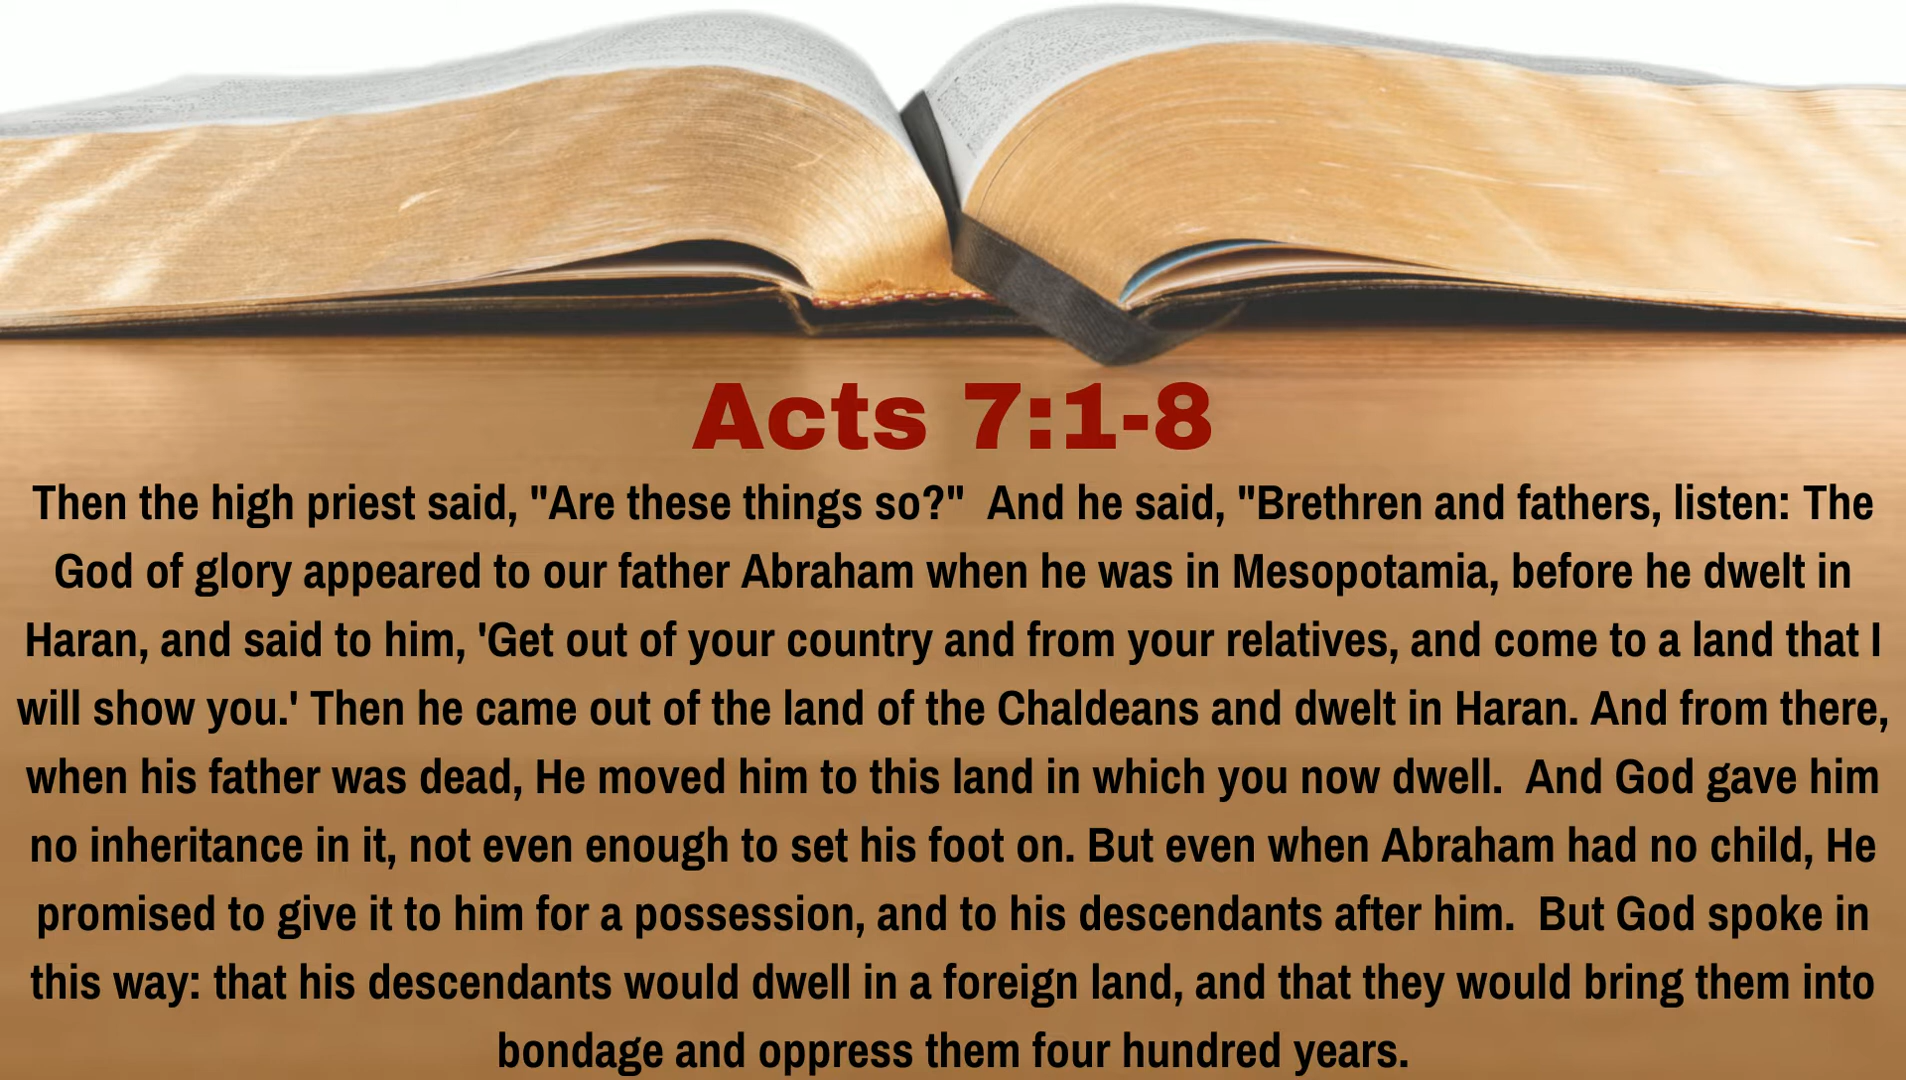 Acts 7:1-8
Then the high priest said, "Are these things so?"  And he said, "Brethren and fathers, listen: The
God of glory appeared to our father Abraham when he was in Mesopotamia, before he dwelt in
Haran, and said to him, 'Get out of your country and from your relatives, and come to a land that I
will show you.' Then he came out of the land of the Chaldeans and dwelt in Haran. And from there,
when his father was dead, He moved him to this land in which you now dwell.  And God gave him
no inheritance in it, not even enough to set his foot on. But even when Abraham had no child, He
promised to give it to him for a possession, and to his descendants after him.  But God spoke in
this way: that his descendants would dwell in a foreign land, and that they would bring them into
bondage and oppress them four hundred years.